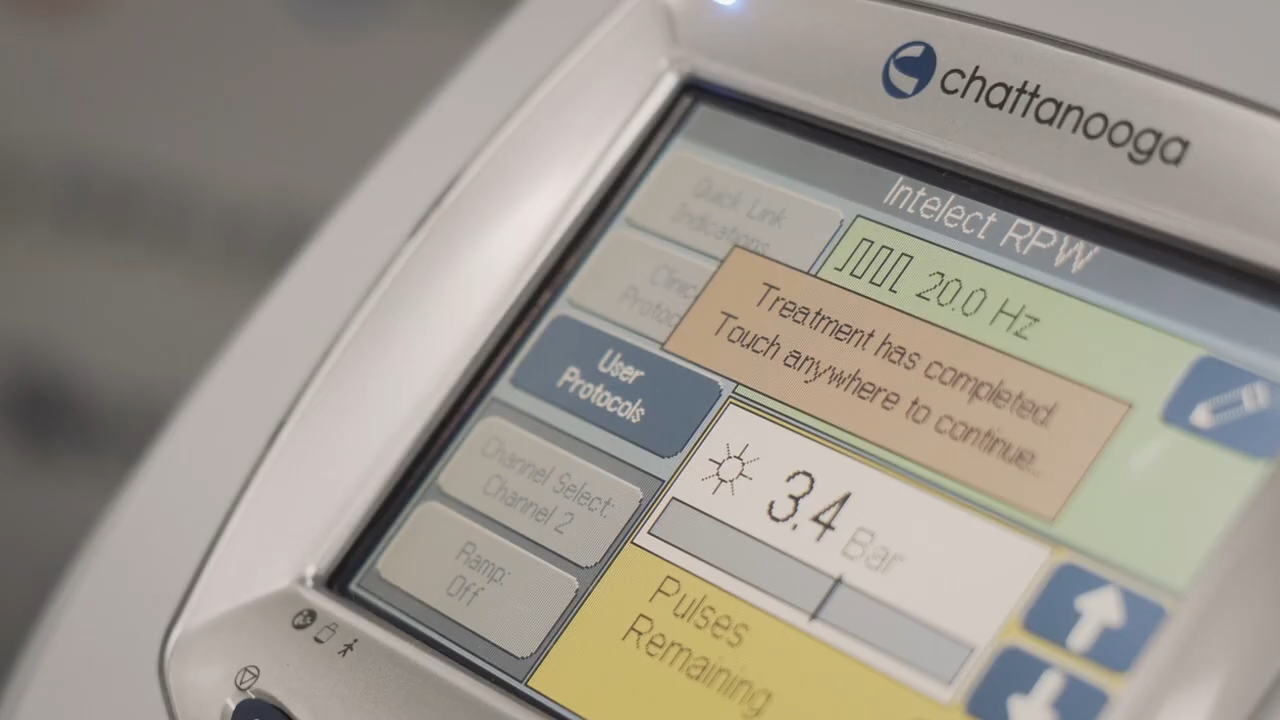 chattanooga
Intelect RPW
Quick Link
Indications
20.0 Hz
Treatment has completed.
Touch anywhere to continue...
User
Protocols
3.4 Bar
Channel Select:
Channel 2
Ramp:
Off
Pulses
Remaining